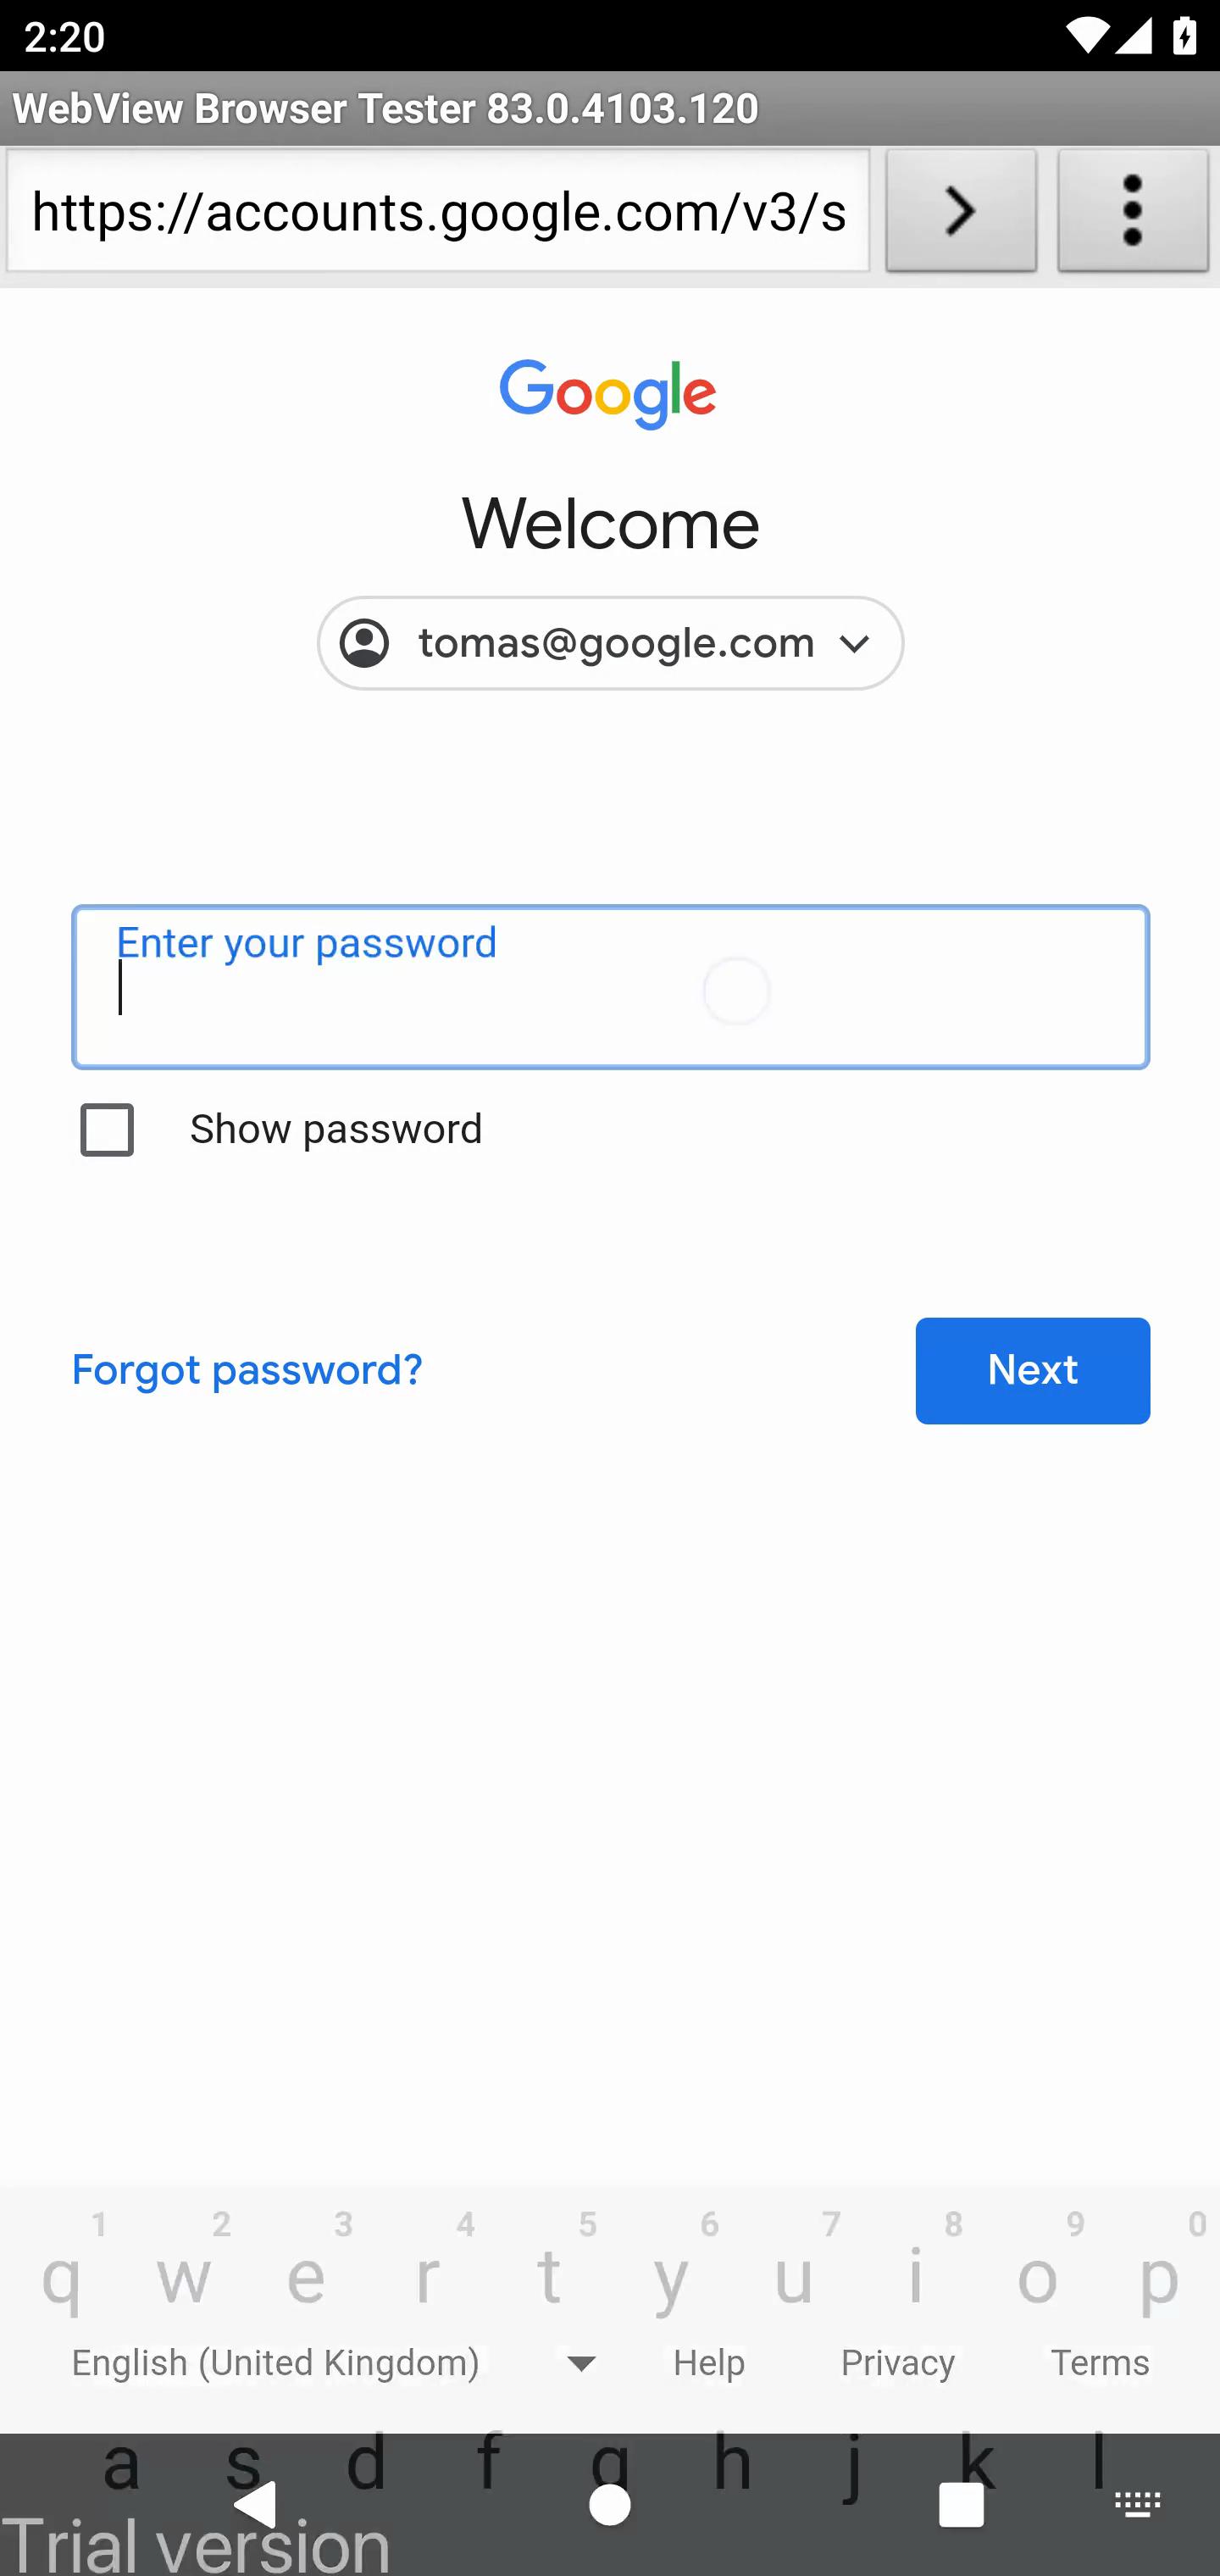 2:20
WebView Browser Tester 83.0.4103.120
https://accounts.google.com/v3/s
Google
Welcome
tomas@google.com
Enter your password
Show password
Forgot password?
Next
1 2 3 4 5 6 7 8 9 0
q w e r t y u i o p
English (United Kingdom)
Help
Privacy
Terms
a s d f g h j k l
Trial version